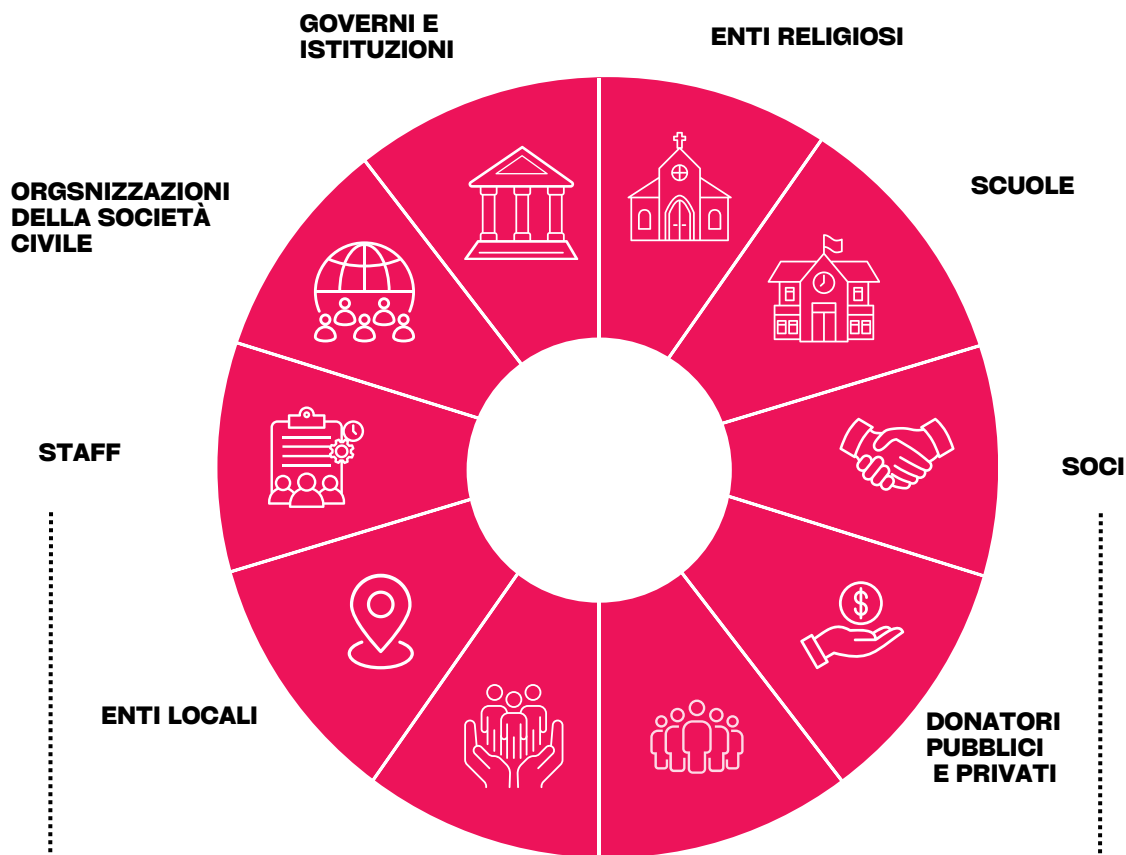 GOVERNI E
ISTITUZIONI
ENTI RELIGIOSI
ORGSNIZZAZIONI
DELLA SOCIETÀ
CIVILE
SCUOLE
STAFF
SOCI
$
ENTI LOCALI
DONATORI
PUBBLICI
E PRIVATI